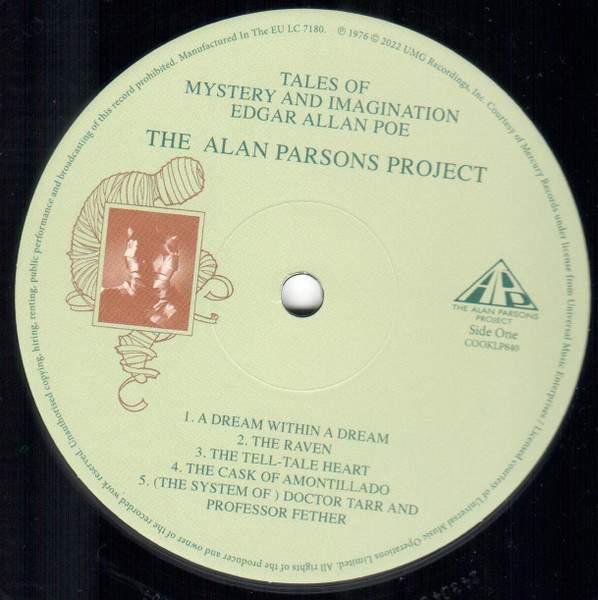 TALES OF
MYSTERY AND IMAGINATION
EDGAR ALLAN POE
THE ALAN PARSONS PROJECT
APP
THE ALAN PARSONS
PROJECT
Side One
COOKLP840
1. A DREAM WITHIN A DREAM
2. THE RAVEN
3. THE TELL-TALE HEART
4. THE CASK OF AMONTILLADO
5. (THE SYSTEM OF ) DOCTOR TARR AND
PROFESSOR FETHER
℗ 1976 © 2022 UMG Recordings, Inc. Courtesy of Mercury Records under license from Universal Music Enterprises / Licensed courtesy of Universal Music Operations Limited. All rights of the producer and owner of the recorded work reserved. Unauthorised copying, hiring, renting, public performance and broadcasting of this record prohibited. Manufactured In The EU LC 7180.